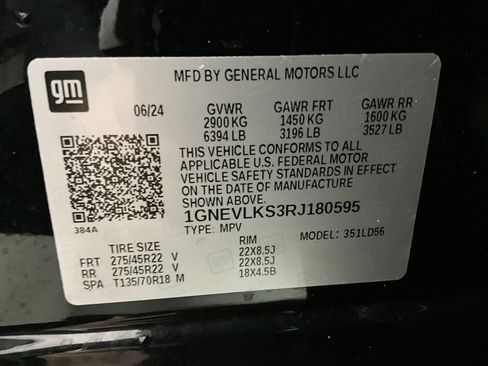 gm
MFD BY GENERAL MOTORS LLC
06/24 GVWR GAWR FRT GAWR RR
2900 KG 1450 KG 1600 KG
6394 LB 3196 LB 3527 LB
THIS VEHICLE CONFORMS TO ALL
APPLICABLE U.S. FEDERAL MOTOR
VEHICLE SAFETY STANDARDS IN EFFECT
ON THE DATE OF MANUFACTURE
SHOWN ABOVE.
384A 1GNEVLKS3RJ180595
TYPE: MPV MODEL: 351LD56
TIRE SIZE RIM
FRT 275/45R22 V 22X8.5J
RR 275/45R22 V 22X8.5J
SPA T135/70R18 M 18X4.5B